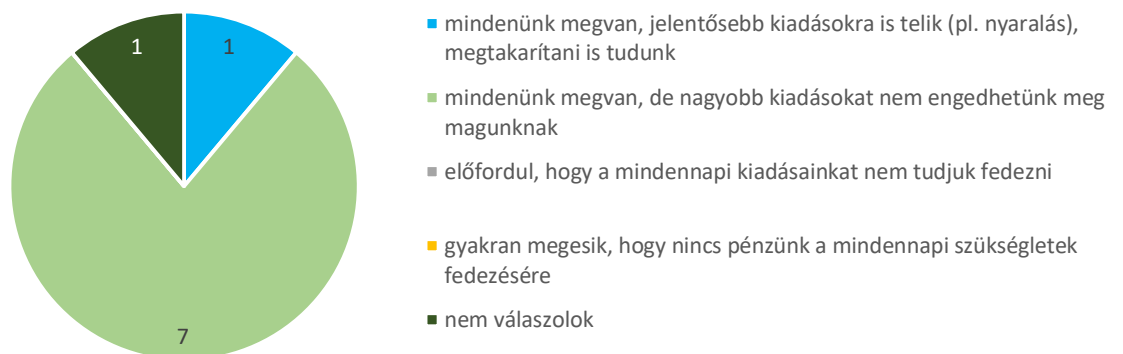 1
1
7
mindenünk megvan, jelentősebb kiadásokra is telik (pl. nyaralás),
megtakarítani is tudunk
mindenünk megvan, de nagyobb kiadásokat nem engedhetünk meg
magunknak
előfordul, hogy a mindennapi kiadásainkat nem tudjuk fedezni
gyakran megesik, hogy nincs pénzünk a mindennapi szükségletek
fedezésére
nem válaszolok